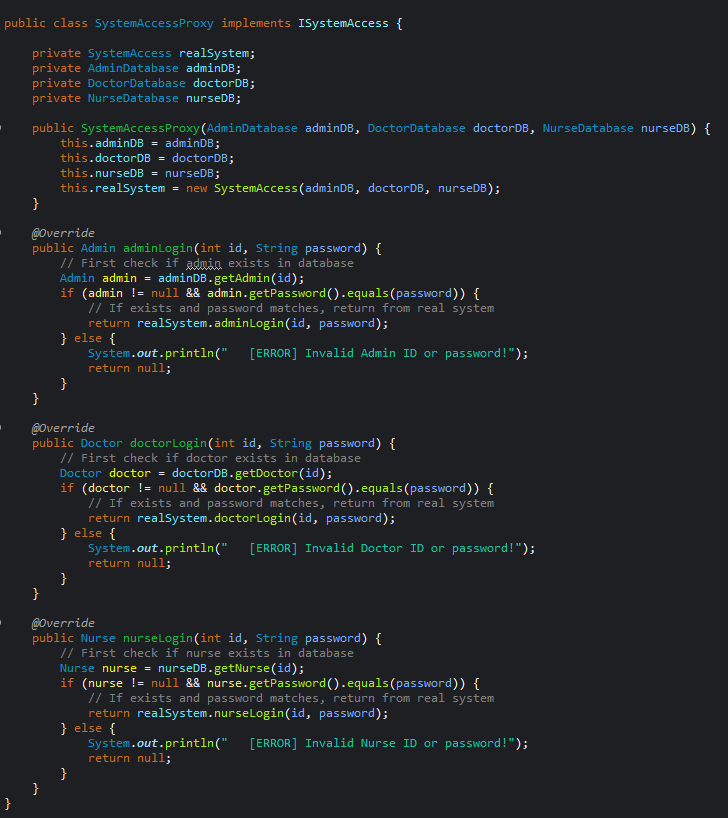 public class SystemAccessProxy implements ISystemAccess {
private SystemAccess realSystem;
private AdminDatabase adminDB;
private DoctorDatabase doctorDB;
private NurseDatabase nurseDB;
public SystemAccessProxy(AdminDatabase adminDB, DoctorDatabase doctorDB, NurseDatabase nurseDB) {
this.adminDB = adminDB;
this.doctorDB = doctorDB;
this.nurseDB = nurseDB;
this.realSystem = new SystemAccess(adminDB, doctorDB, nurseDB);
}
@Override
public Admin adminLogin(int id, String password) {
// First check if admin exists in database
Admin admin = adminDB.getAdmin(id);
if (admin != null && admin.getPassword().equals(password)) {
// If exists and password matches, return from real system
return realSystem.adminLogin(id, password);
} else {
System.out.println("   [ERROR] Invalid Admin ID or password!");
return null;
}
}
@Override
public Doctor doctorLogin(int id, String password) {
// First check if doctor exists in database
Doctor doctor = doctorDB.getDoctor(id);
if (doctor != null && doctor.getPassword().equals(password)) {
// If exists and password matches, return from real system
return realSystem.doctorLogin(id, password);
} else {
System.out.println("   [ERROR] Invalid Doctor ID or password!");
return null;
}
}
@Override
public Nurse nurseLogin(int id, String password) {
// First check if nurse exists in database
Nurse nurse = nurseDB.getNurse(id);
if (nurse != null && nurse.getPassword().equals(password)) {
// If exists and password matches, return from real system
return realSystem.nurseLogin(id, password);
} else {
System.out.println("   [ERROR] Invalid Nurse ID or password!");
return null;
}
}
}